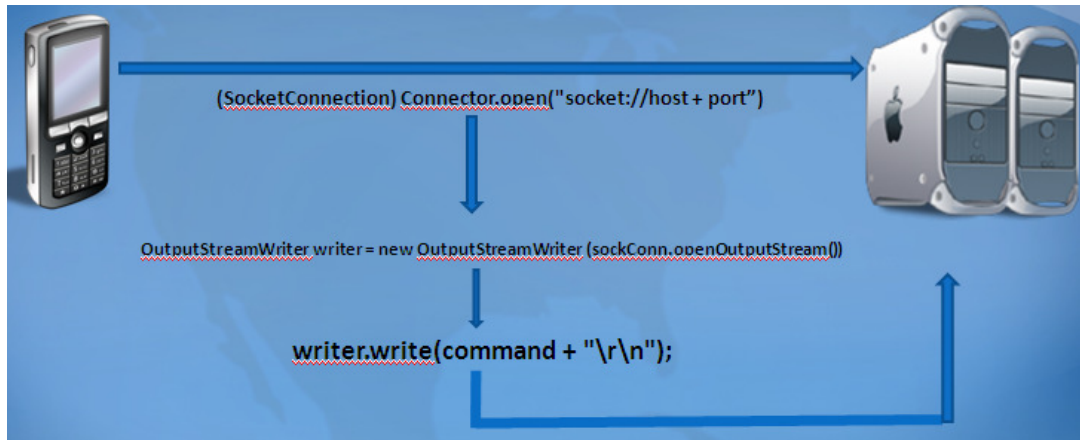 (SocketConnection) Connector.open("socket://host + port”)
OutputStreamWriter writer = new OutputStreamWriter (sockConn.openOutputStream())
writer.write(command + "\r\n");